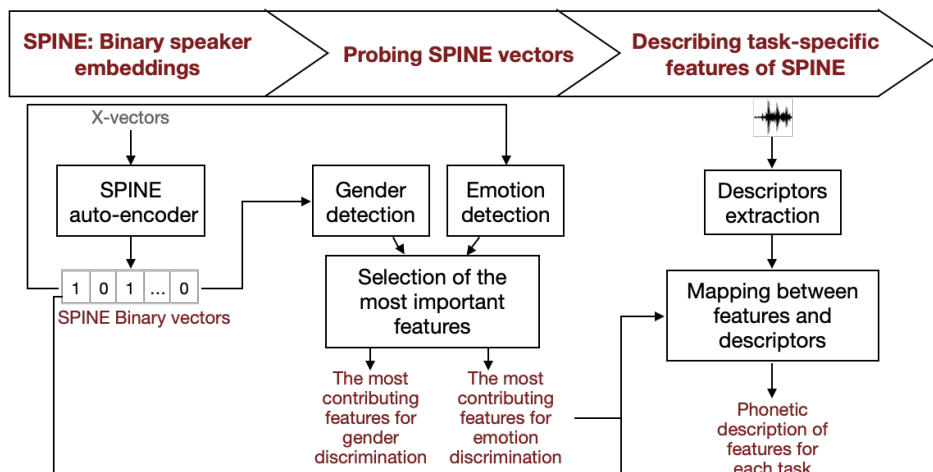 SPINE: Binary speaker
embeddings
Probing SPINE vectors
Describing task-specific
features of SPINE
X-vectors
SPINE
auto-encoder
1 0 1 ... 0
SPINE Binary vectors
Gender
detection
Emotion
detection
Selection of the
most important
features
The most
contributing
features for
gender
discrimination
The most
contributing
features for
emotion
discrimination
Descriptors
extraction
Mapping between
features and
descriptors
Phonetic
description of
features for
each task